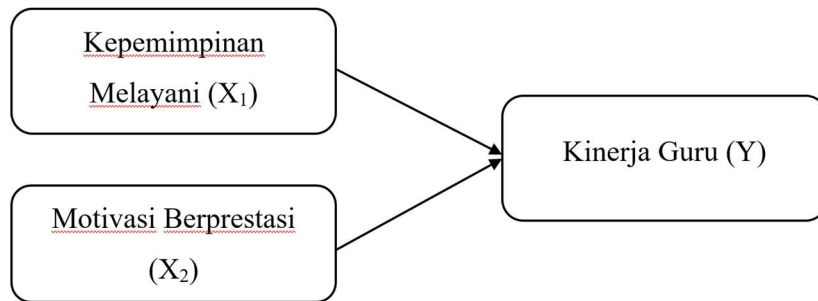 Kepemimpinan
Melayani (X₁)
Kinerja Guru (Y)
Motivasi Berprestasi
(X₂)